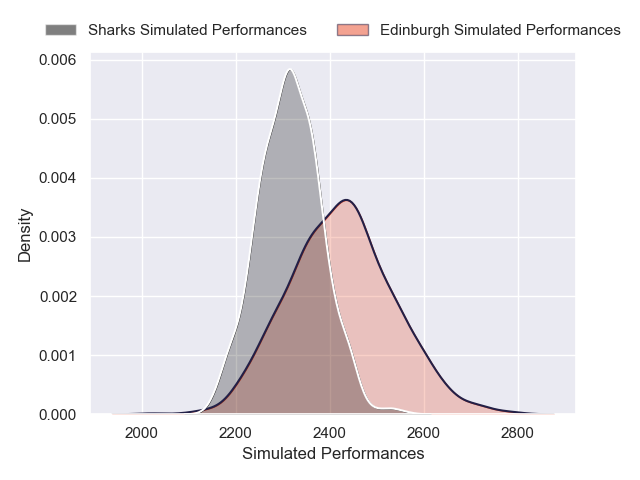 Sharks Simulated Performances Edinburgh Simulated Performances
0.006
0.005
0.004
0.003
0.002
0.001
0.000
Density
2000 2200 2400 2600 2800
Simulated Performances